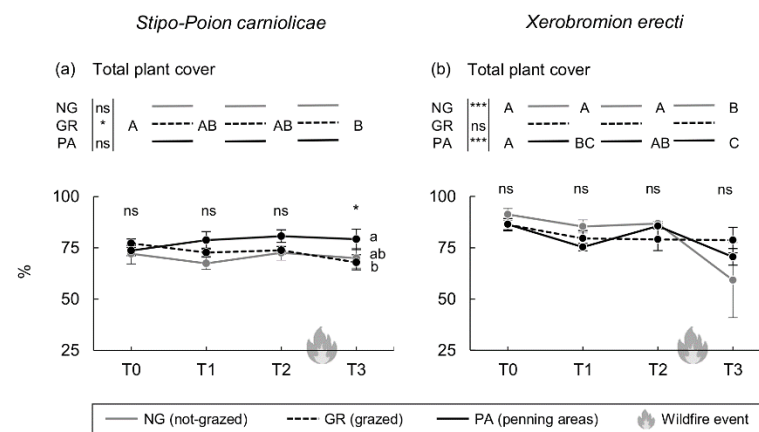 Stipo-Poion carniolicae
Xerobromion erecti
(a) Total plant cover
NG ns
GR * A AB AB B
PA ns
100
75
50
25
%
ns ns ns *
a
ab
b
T0 T1 T2 T3
(b) Total plant cover
NG *** A A A B
GR ns
PA *** A BC AB C
100
75
50
25
ns ns ns ns
T0 T1 T2 T3
NG (not-grazed) GR (grazed) PA (penning areas) Wildfire event